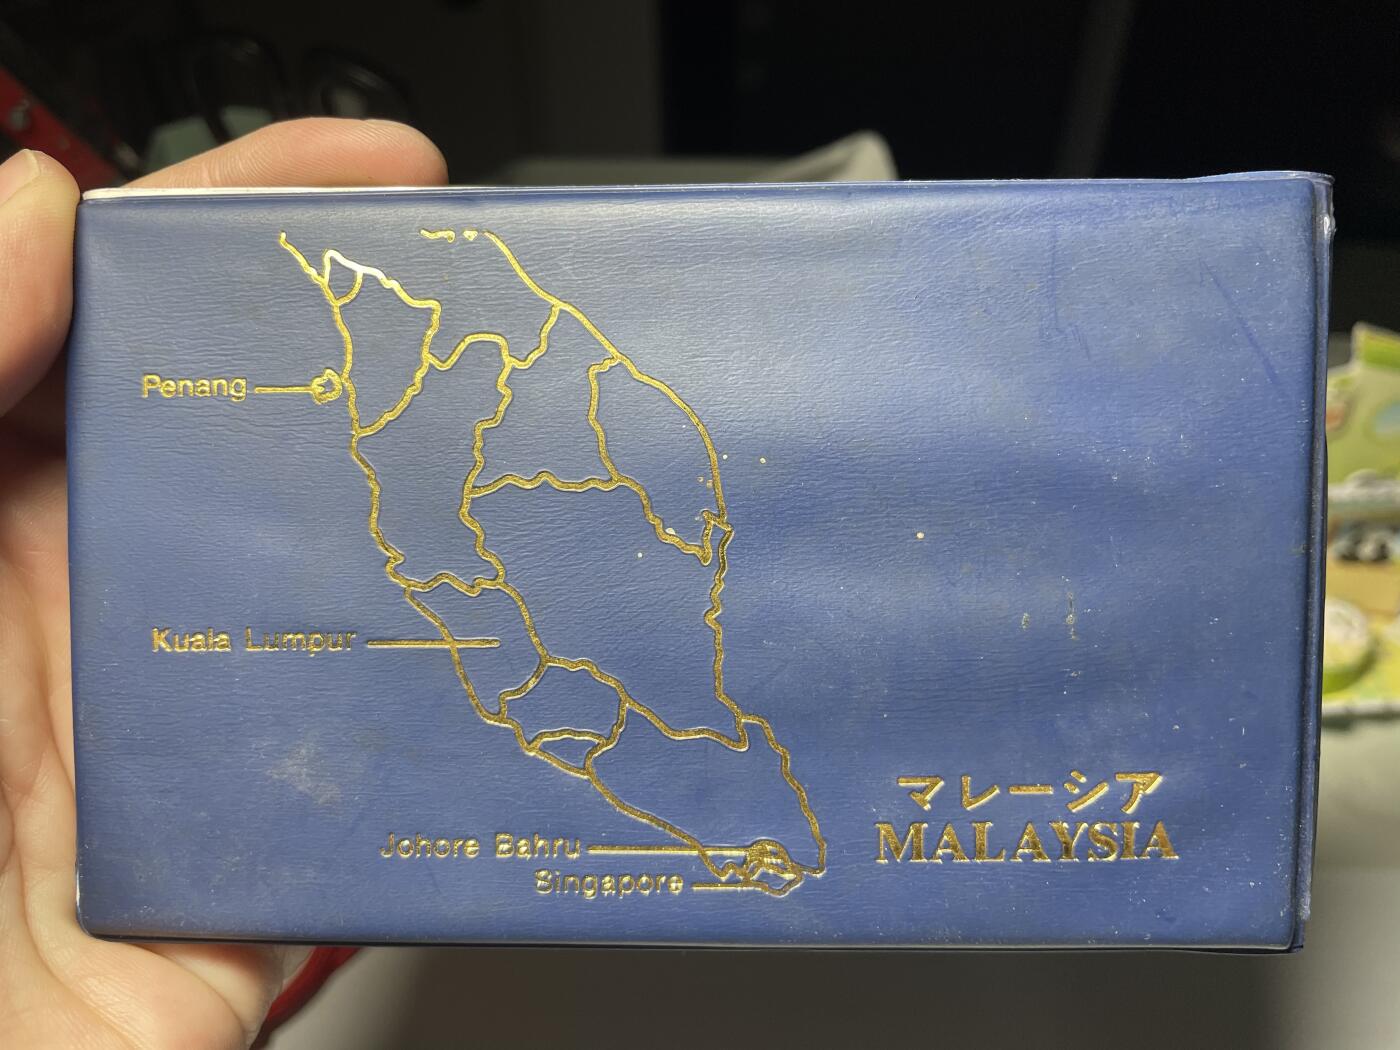 Penang
Kuala Lumpur
マレーシア
MALAYSIA
Johore Bahru
Singapore